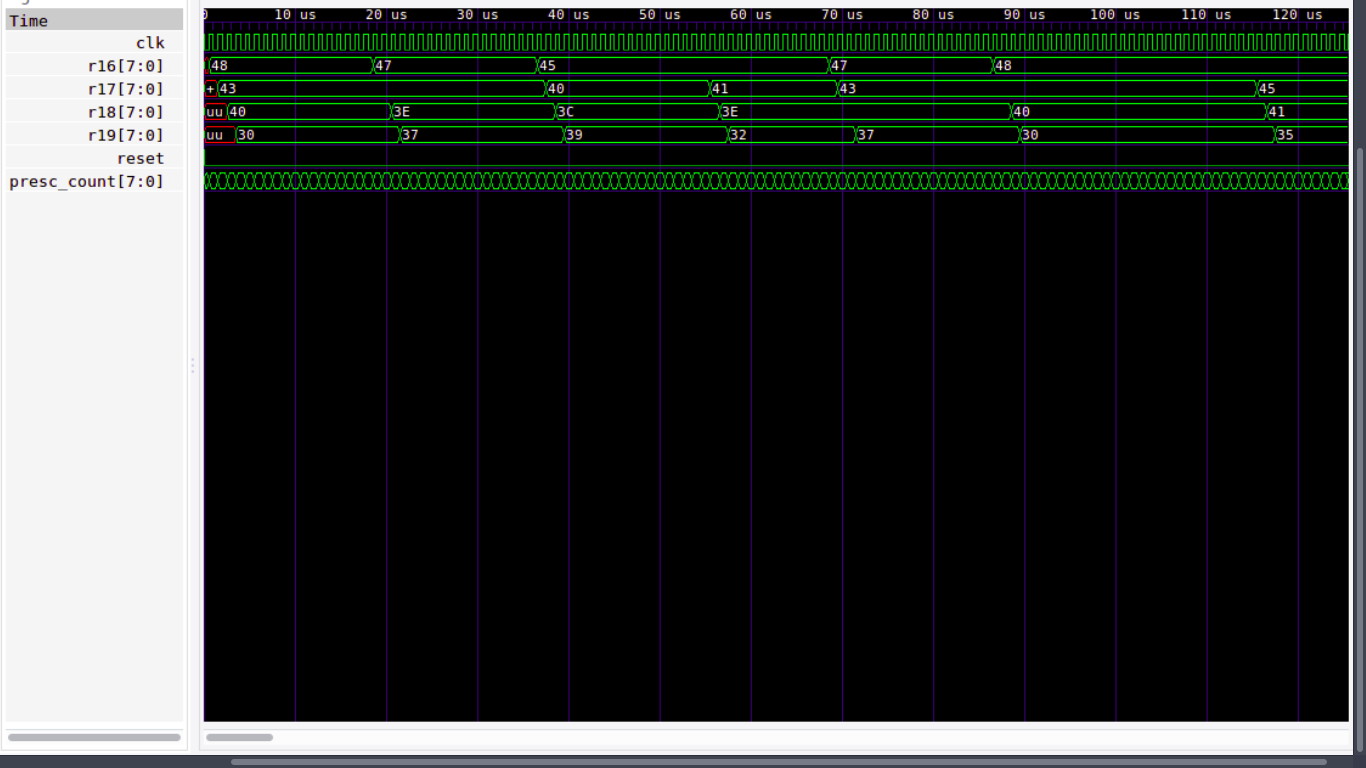 Time
0 10 us 20 us 30 us 40 us 50 us 60 us 70 us 80 us 90 us 100 us 110 us 120 us
clk
r16[7:0] 48 47 45 47 48
r17[7:0] + 43 40 41 43 45
r18[7:0] uu 40 3E 3C 3E 40 41
r19[7:0] uu 30 37 39 32 37 30 35
reset
presc_count[7:0]